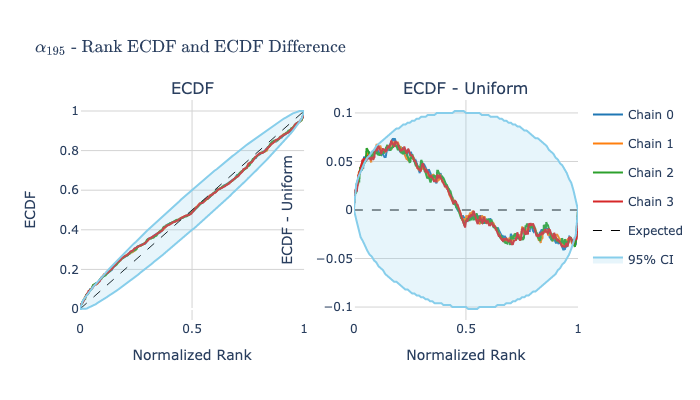 α₁₉₅ - Rank ECDF and ECDF Difference
ECDF
ECDF - Uniform
1
0.8
0.6
0.4
0.2
0
0
0.5
1
ECDF
Normalized Rank
0.1
0.05
0
−0.05
−0.1
0
0.5
1
ECDF - Uniform
Normalized Rank
Chain 0
Chain 1
Chain 2
Chain 3
Expected
95% CI